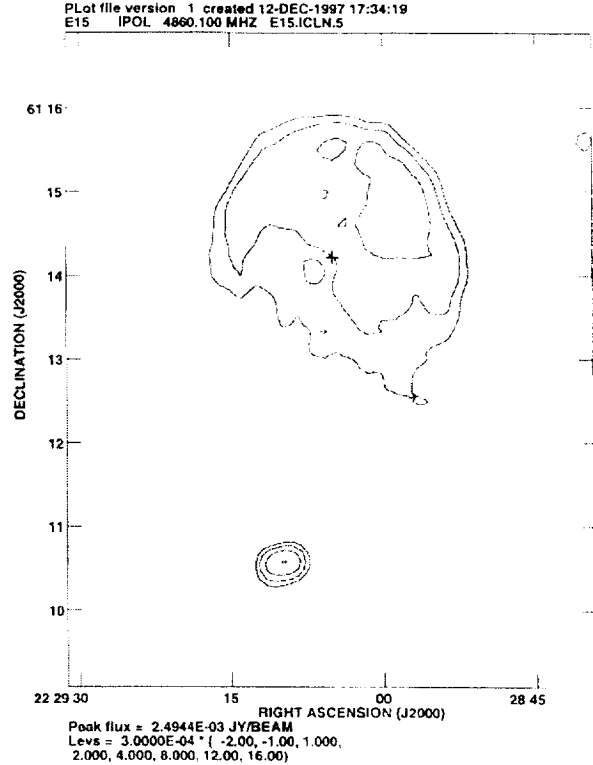 PLot file version 1 created 12-DEC-1997 17:34:19
E15 IPOL 4860.100 MHZ E15.ICLN.5
61 16
15
14
13
12
11
10
DECLINATION (J2000)
22 29 30 15 00 28 45
RIGHT ASCENSION (J2000)
Peak flux = 2.4944E-03 JY/BEAM
Levs = 3.0000E-04 * ( -2.00, -1.00, 1.000,
2.000, 4.000, 8.000, 12.00, 16.00)